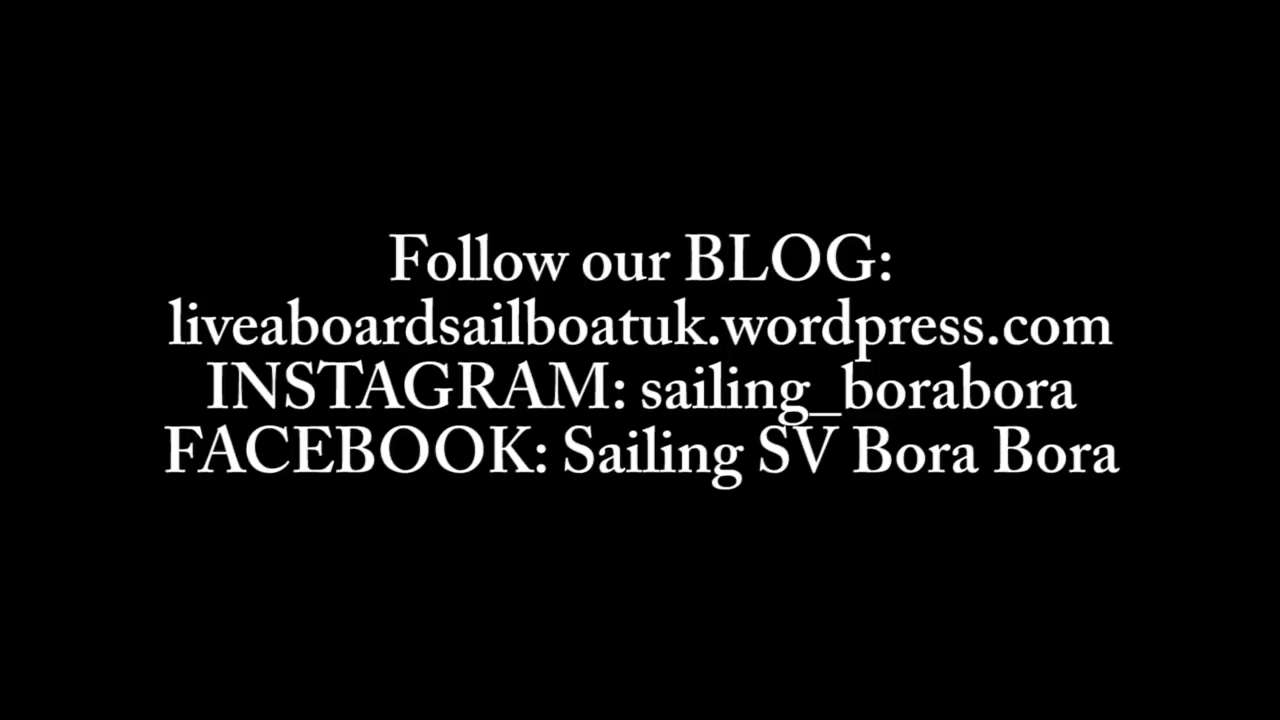 Follow our BLOG:
liveaboardsailboatuk.wordpress.com
INSTAGRAM: sailing_borabora
FACEBOOK: Sailing SV Bora Bora